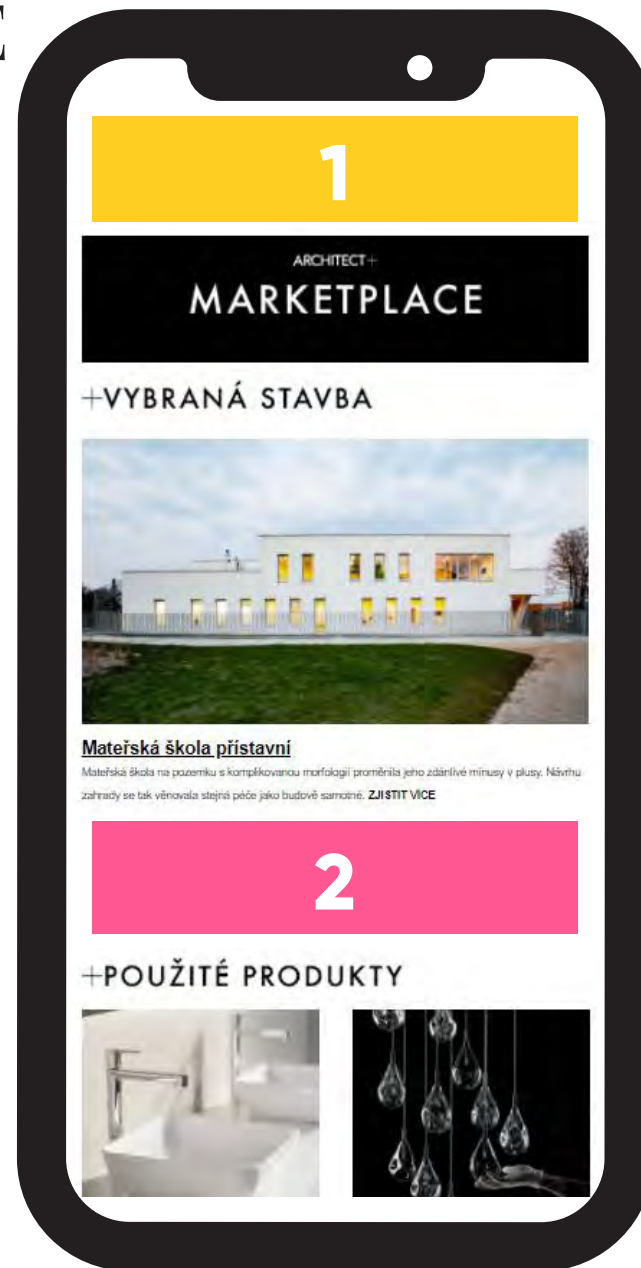 1
ARCHITECT+
MARKETPLACE
+VYBRANÁ STAVBA
Mateřská škola přístavní
Mateřská škola na pozemku s komplikovanou morfologií proměnila jeho zdánlivé mínusy v plusy. Návrhu
zahrady se tak věnovala stejná péče jako budově samotné. ZJISTIT VÍCE
2
+POUŽITÉ PRODUKTY